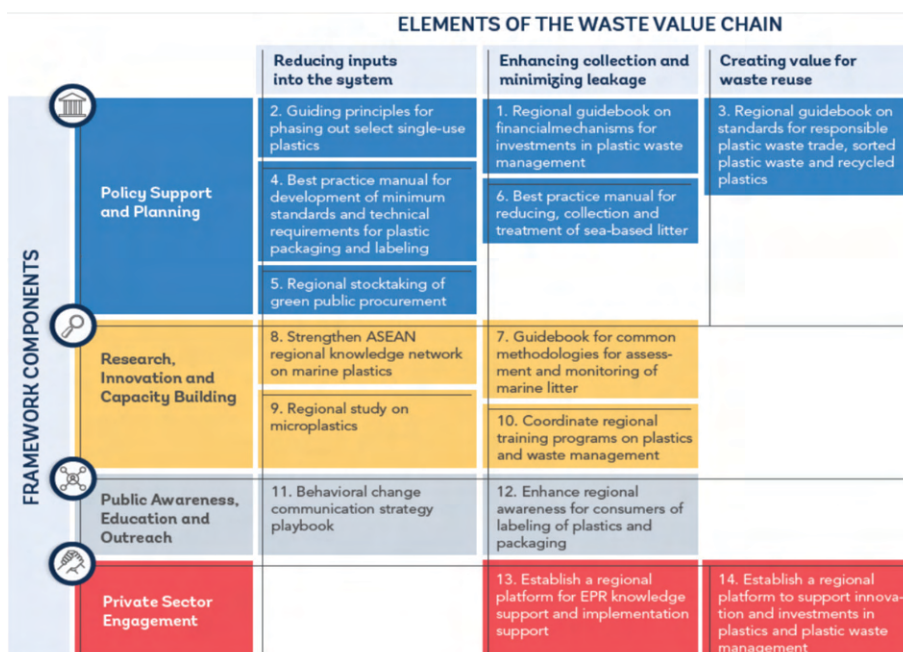 ELEMENTS OF THE WASTE VALUE CHAIN
Reducing inputs
into the system
Enhancing collection and
minimizing leakage
Creating value for
waste reuse
FRAMEWORK COMPONENTS
Policy Support
and Planning
2. Guiding principles for
phasing out select single-use
plastics
4. Best practice manual for
development of minimum
standards and technical
requirements for plastic
packaging and labeling
5. Regional stocktaking of
green public procurement
1. Regional guidebook on
financialmechanisms for
investments in plastic waste
management
6. Best practice manual for
reducing, collection and
treatment of sea-based litter
3. Regional guidebook on
standards for responsible
plastic waste trade, sorted
plastic waste and recycled
plastics
Research,
Innovation and
Capacity Building
8. Strengthen ASEAN
regional knowledge network
on marine plastics
9. Regional study on
microplastics
7. Guidebook for common
methodologies for assess-
ment and monitoring of
marine litter
10. Coordinate regional
training programs on plastics
and waste management
Public Awareness,
Education and
Outreach
11. Behavioral change
communication strategy
playbook
12. Enhance regional
awareness for consumers of
labeling of plastics and
packaging
Private Sector
Engagement
13. Establish a regional
platform for EPR knowledge
support and implementation
support
14. Establish a regional
platform to support innova-
tion and investments in
plastics and plastic waste
management